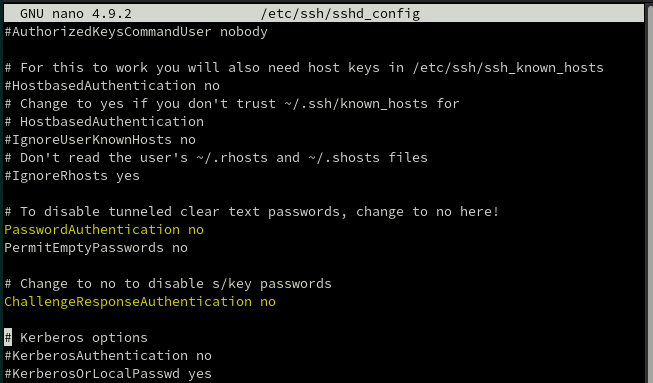 GNU nano 4.9.2 /etc/ssh/sshd_config
#AuthorizedKeysCommandUser nobody
# For this to work you will also need host keys in /etc/ssh/ssh_known_hosts
#HostbasedAuthentication no
# Change to yes if you don't trust ~/.ssh/known_hosts for
# HostbasedAuthentication
#IgnoreUserKnownHosts no
# Don't read the user's ~/.rhosts and ~/.shosts files
#IgnoreRhosts yes
# To disable tunneled clear text passwords, change to no here!
PasswordAuthentication no
PermitEmptyPasswords no
# Change to no to disable s/key passwords
ChallengeResponseAuthentication no
# Kerberos options
#KerberosAuthentication no
#KerberosOrLocalPasswd yes